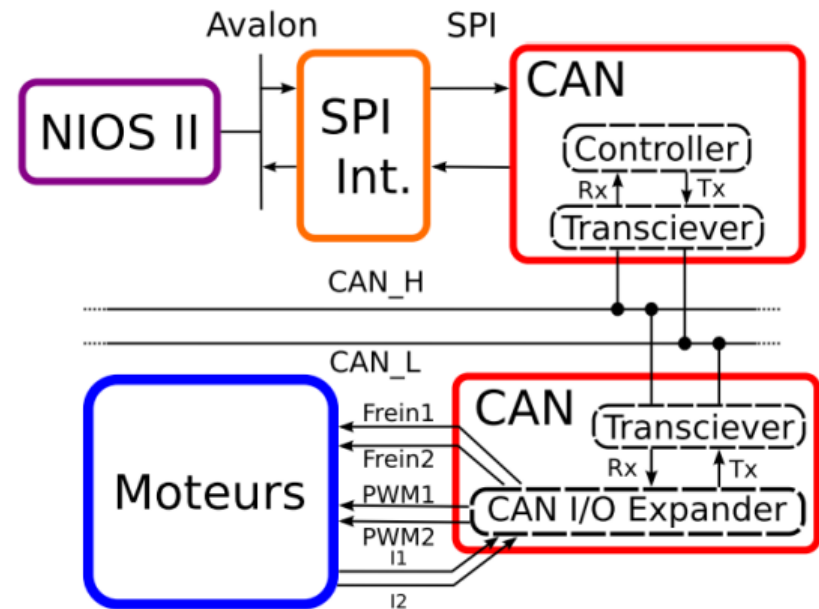 Avalon
SPI
NIOS II
SPI
Int.
CAN
Controller
Rx
Tx
Transciever
CAN_H
CAN_L
Moteurs
Frein1
Frein2
PWM1
PWM2
I1
I2
CAN
Transciever
Rx
Tx
CAN I/O Expander